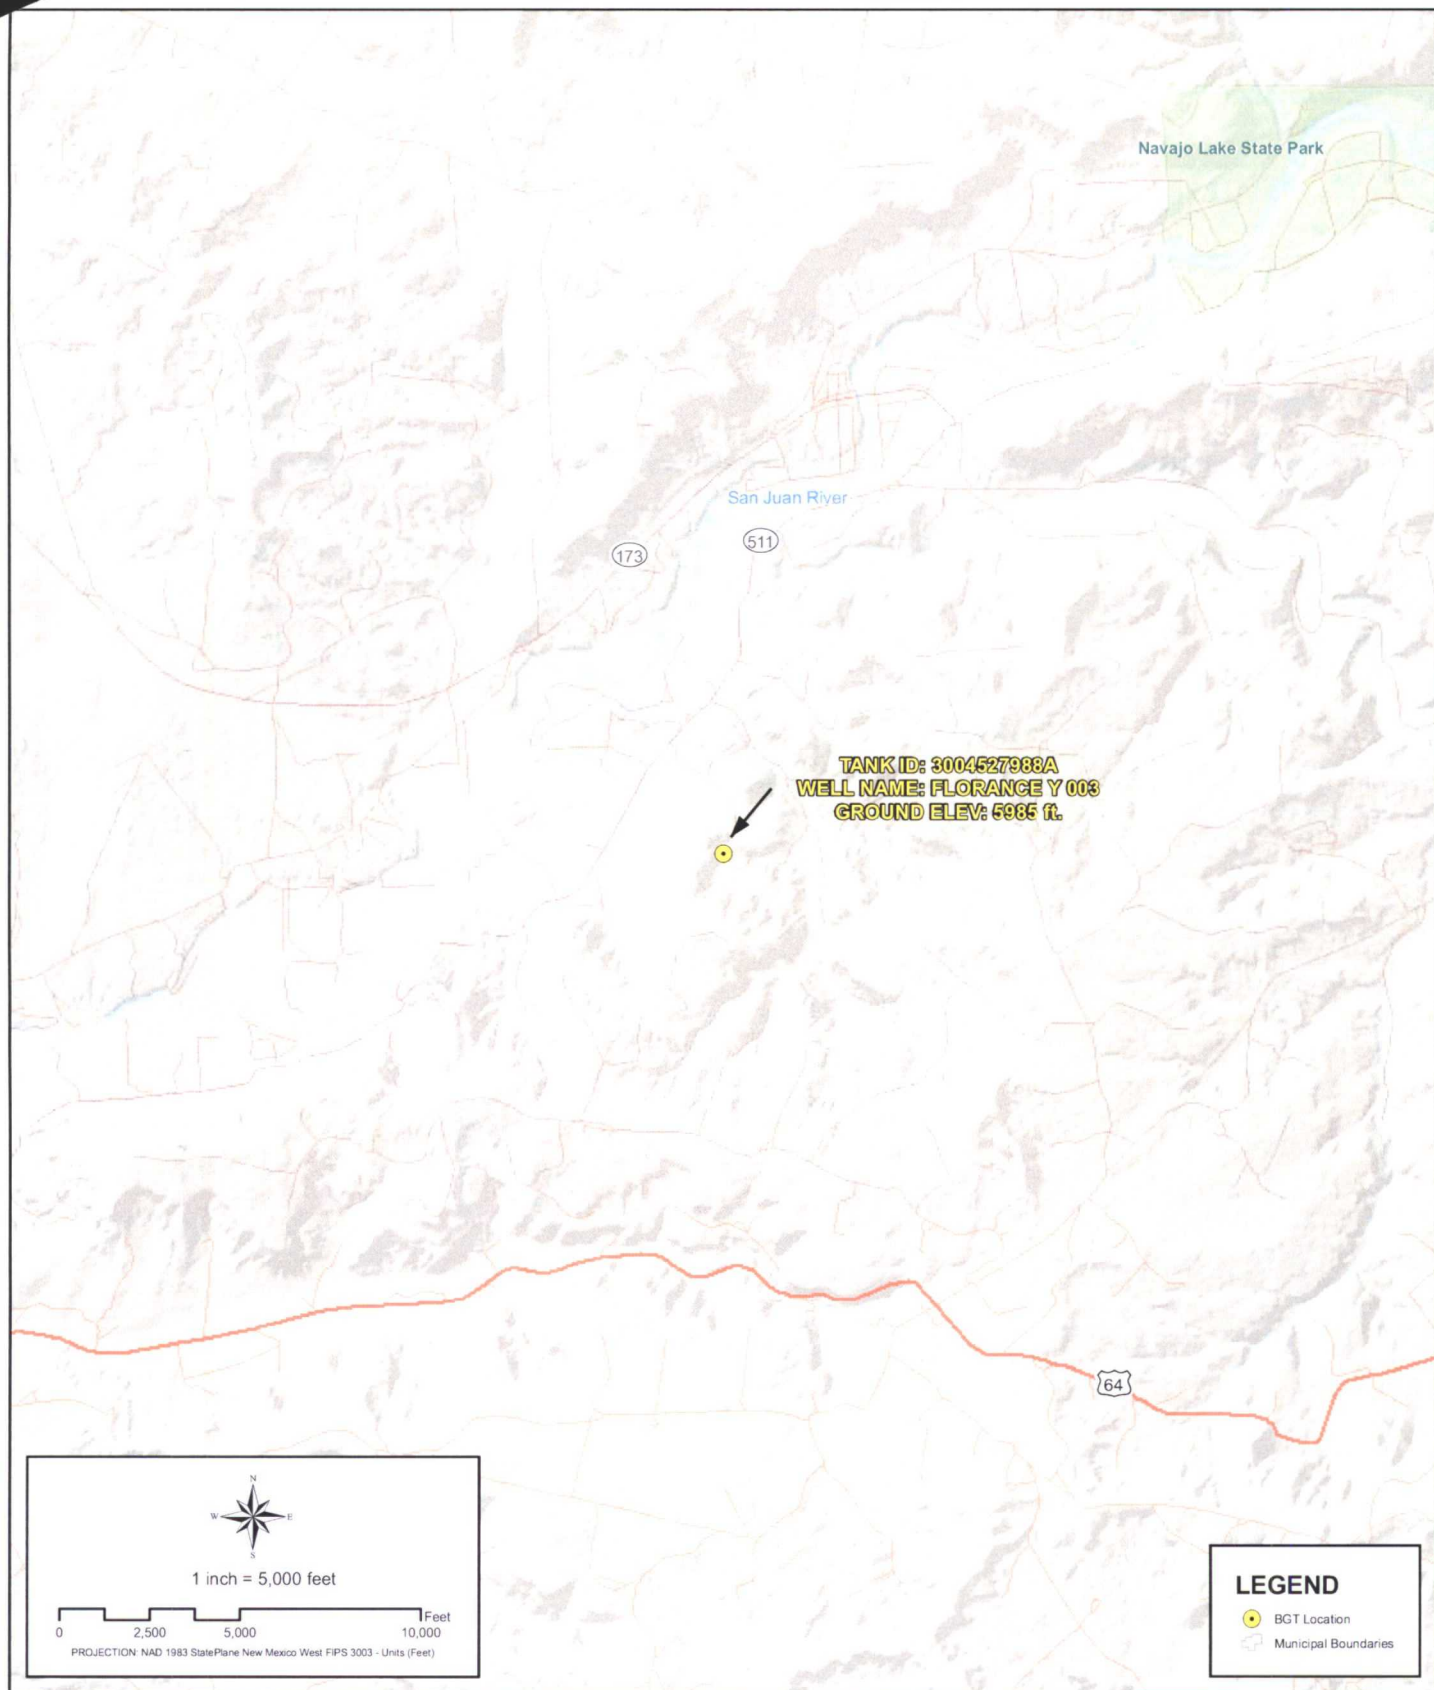 Navajo Lake State Park
San Juan River
173
511
TANK ID: 3004527988A
WELL NAME: FLORANCE Y 003
GROUND ELEV: 5985 ft.
64
N
W E
S
1 inch = 5,000 feet
Feet
0 2,500 5,000 10,000
PROJECTION: NAD 1983 StatePlane New Mexico West FIPS 3003 - Units (Feet)
LEGEND
BGT Location
Municipal Boundaries